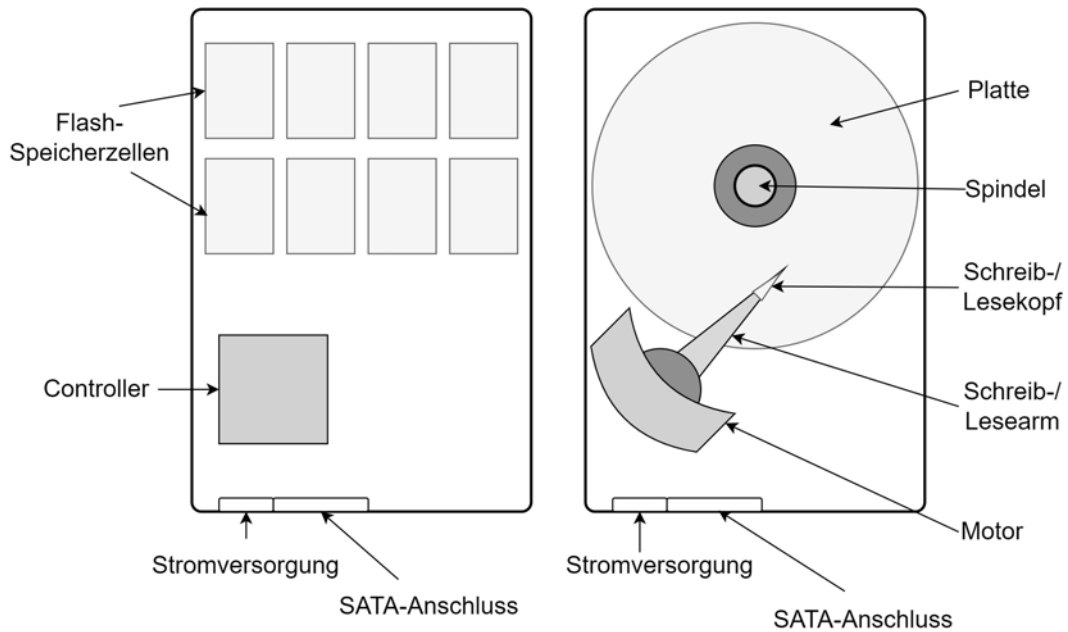 Flash-
Speicherzellen
Controller
Stromversorgung
SATA-Anschluss
Platte
Spindel
Schreib-/
Lesekopf
Schreib-/
Lesearm
Motor
Stromversorgung
SATA-Anschluss